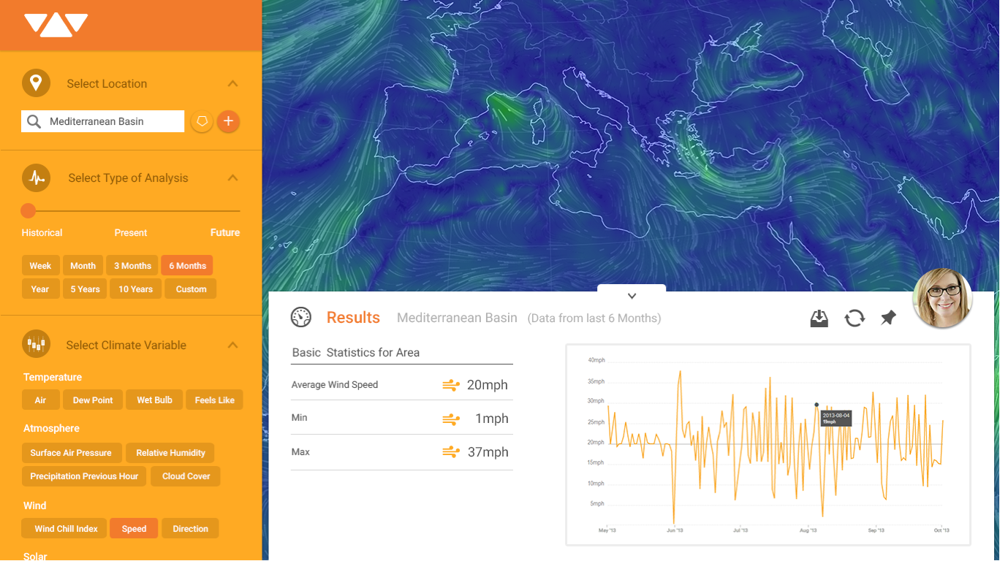 Select Location
Mediterranean Basin
Select Type of Analysis
Historical Present Future
Week Month 3 Months 6 Months
Year 5 Years 10 Years Custom
Select Climate Variable
Temperature
Air Dew Point Wet Bulb Feels Like
Atmosphere
Surface Air Pressure Relative Humidity
Precipitation Previous Hour Cloud Cover
Wind
Wind Chill Index Speed Direction
Solar
Results Mediterranean Basin (Data from last 6 Months)
Basic Statistics for Area
Average Wind Speed 20mph
Min 1mph
Max 37mph
40mph
35mph
30mph
25mph
20mph
15mph
10mph
5mph
2013-08-04
19mph
May '13 Jun '13 Jul '13 Aug '13 Sep '13 Oct '13